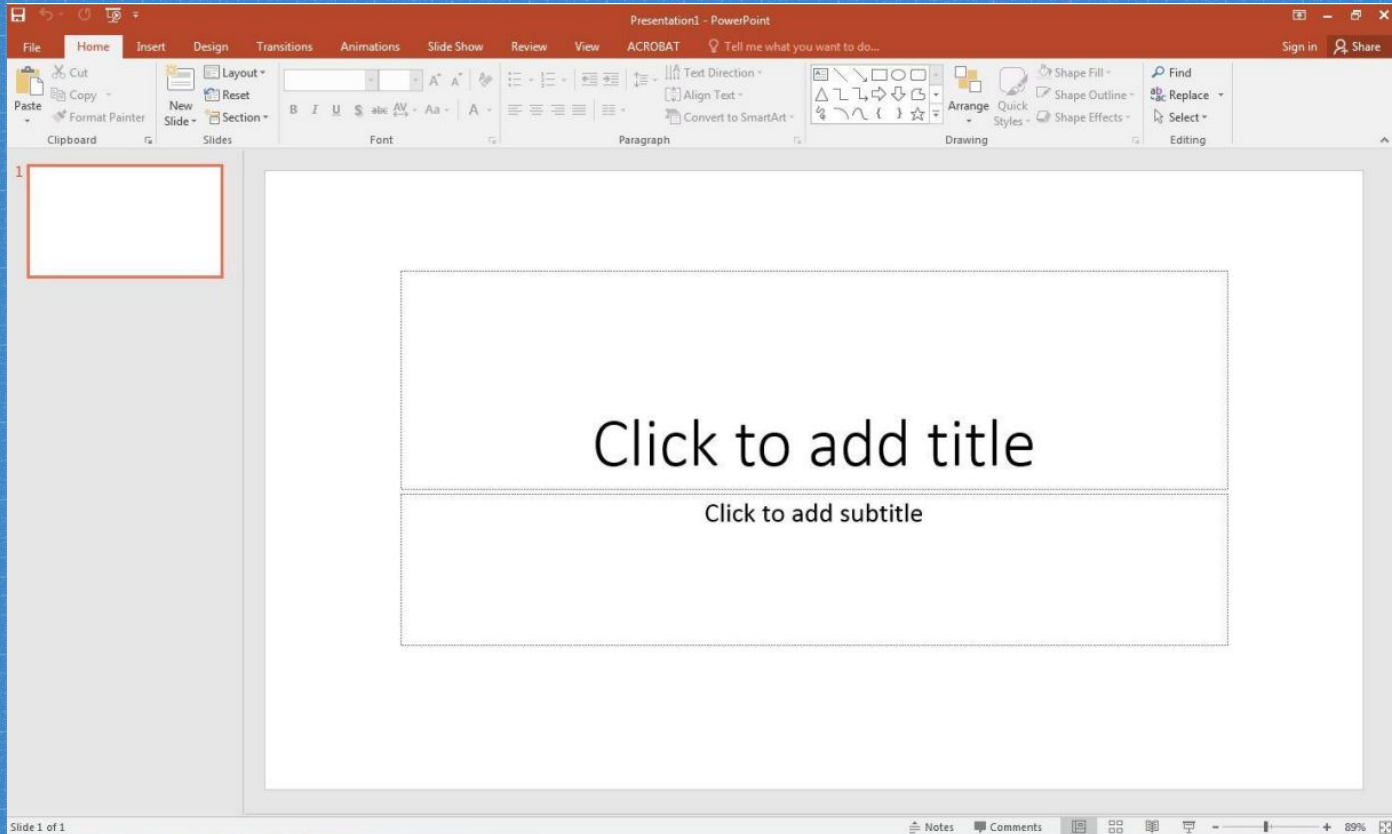 Presentation1 - PowerPoint
File Home Insert Design Transitions Animations Slide Show Review View ACROBAT Tell me what you want to do... Sign in Share
Paste
Cut
Copy
Format Painter
Clipboard
New Slide
Layout
Reset
Section
Slides
B I U S abc AV Aa A
A A
Font
Text Direction
Align Text
Convert to SmartArt
Paragraph
Arrange
Quick Styles
Shape Fill
Shape Outline
Shape Effects
Drawing
Find
Replace
Select
Editing
1
Click to add title
Click to add subtitle
Slide 1 of 1 Notes Comments 89%